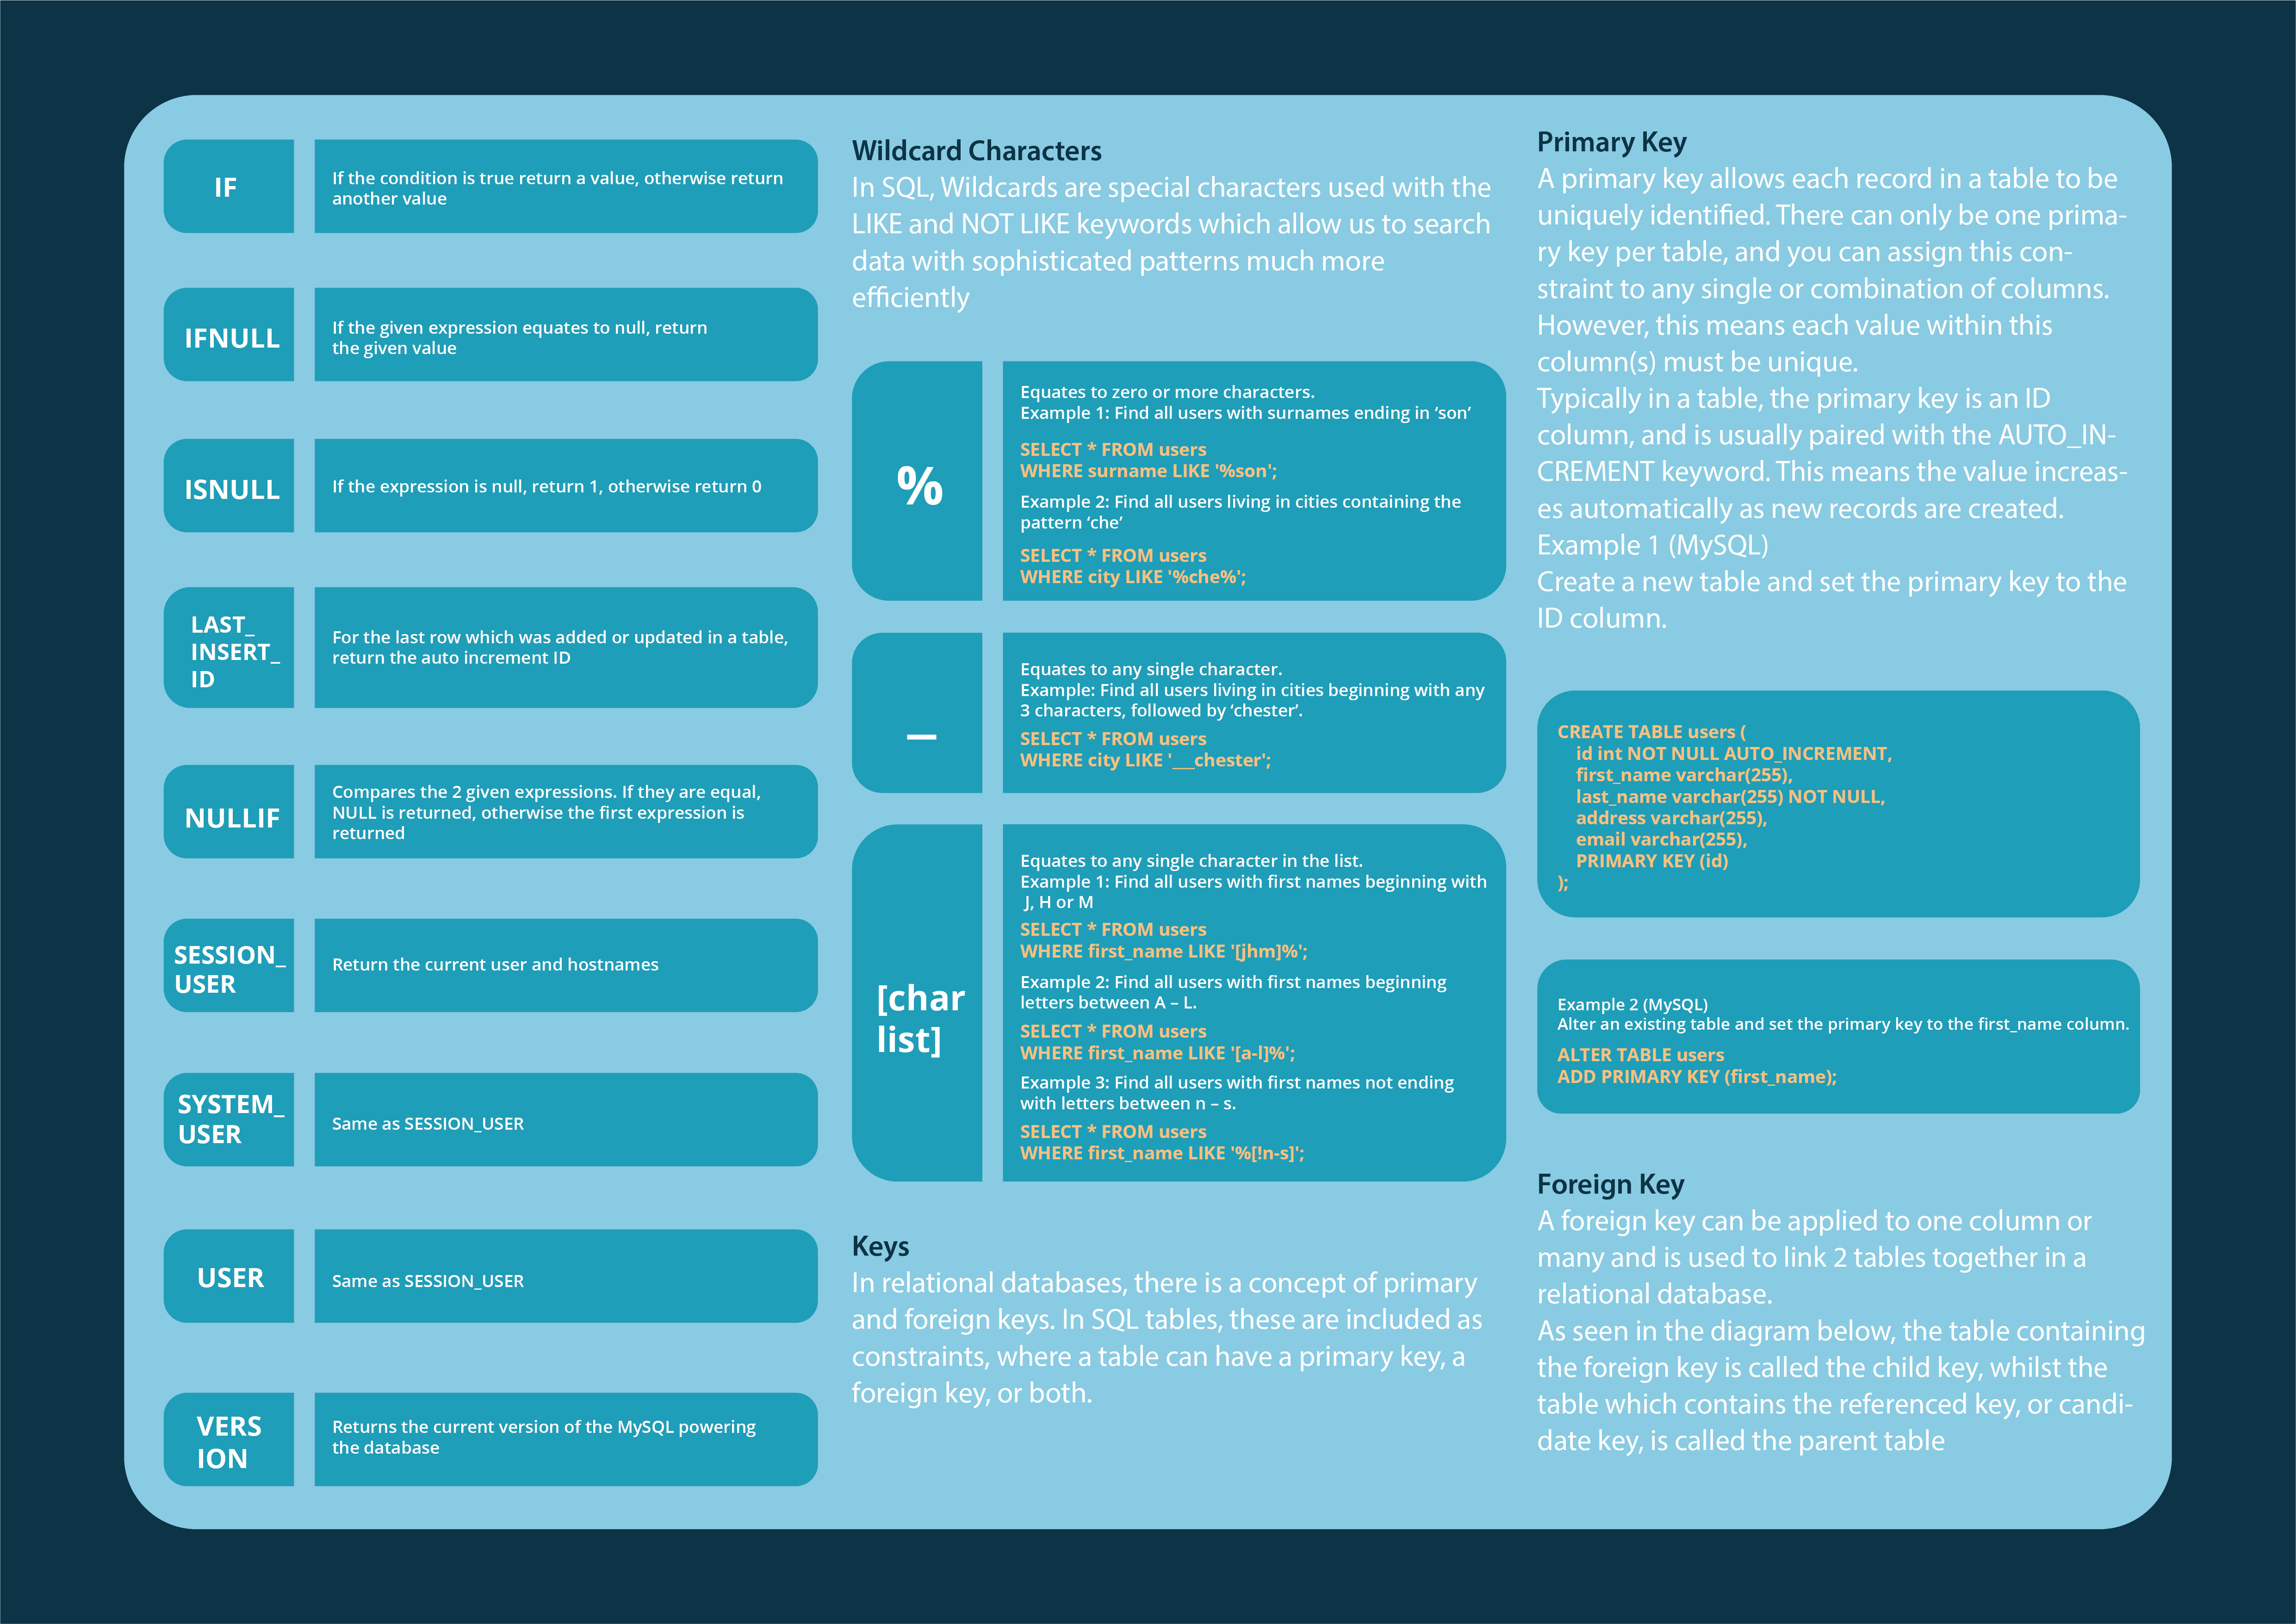 IF
If the condition is true return a value, otherwise return
another value
IFNULL
If the given expression equates to null, return
the given value
ISNULL
If the expression is null, return 1, otherwise return 0
LAST_
INSERT_
ID
For the last row which was added or updated in a table,
return the auto increment ID
NULLIF
Compares the 2 given expressions. If they are equal,
NULL is returned, otherwise the first expression is
returned
SESSION_
USER
Return the current user and hostnames
SYSTEM_
USER
Same as SESSION_USER
USER
Same as SESSION_USER
VERS
ION
Returns the current version of the MySQL powering
the database
Wildcard Characters
In SQL, Wildcards are special characters used with the
LIKE and NOT LIKE keywords which allow us to search
data with sophisticated patterns much more
efficiently
%
Equates to zero or more characters.
Example 1: Find all users with surnames ending in ‘son’
SELECT * FROM users
WHERE surname LIKE '%son';
Example 2: Find all users living in cities containing the
pattern ‘che’
SELECT * FROM users
WHERE city LIKE '%che%';
_
Equates to any single character.
Example: Find all users living in cities beginning with any
3 characters, followed by ‘chester’.
SELECT * FROM users
WHERE city LIKE '___chester';
[char
list]
Equates to any single character in the list.
Example 1: Find all users with first names beginning with
J, H or M
SELECT * FROM users
WHERE first_name LIKE '[jhm]%';
Example 2: Find all users with first names beginning
letters between A – L.
SELECT * FROM users
WHERE first_name LIKE '[a-l]%';
Example 3: Find all users with first names not ending
with letters between n – s.
SELECT * FROM users
WHERE first_name LIKE '%[!n-s]';
Keys
In relational databases, there is a concept of primary
and foreign keys. In SQL tables, these are included as
constraints, where a table can have a primary key, a
foreign key, or both.
Primary Key
A primary key allows each record in a table to be
uniquely identified. There can only be one prima-
ry key per table, and you can assign this con-
straint to any single or combination of columns.
However, this means each value within this
column(s) must be unique.
Typically in a table, the primary key is an ID
column, and is usually paired with the AUTO_IN-
CREMENT keyword. This means the value increas-
es automatically as new records are created.
Example 1 (MySQL)
Create a new table and set the primary key to the
ID column.
CREATE TABLE users (
id int NOT NULL AUTO_INCREMENT,
first_name varchar(255),
last_name varchar(255) NOT NULL,
address varchar(255),
email varchar(255),
PRIMARY KEY (id)
);
Example 2 (MySQL)
Alter an existing table and set the primary key to the first_name column.
ALTER TABLE users
ADD PRIMARY KEY (first_name);
Foreign Key
A foreign key can be applied to one column or
many and is used to link 2 tables together in a
relational database.
As seen in the diagram below, the table containing
the foreign key is called the child key, whilst the
table which contains the referenced key, or candi-
date key, is called the parent table